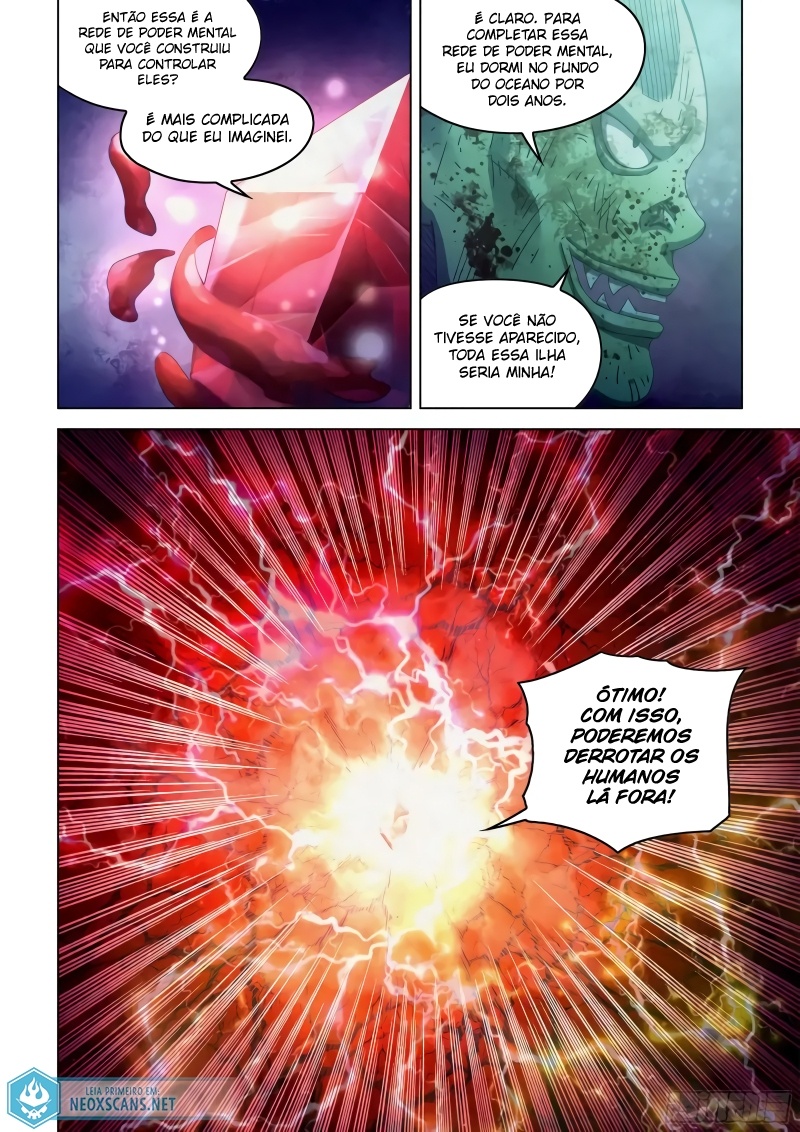 ENTÃO ESSA É A
REDE DE PODER MENTAL
QUE VOCÊ CONSTRUIU
PARA CONTROLAR
ELES?
É MAIS COMPLICADA
DO QUE EU IMAGINEI.
É CLARO. PARA
COMPLETAR ESSA
REDE DE PODER MENTAL,
EU DORMI NO FUNDO
DO OCEANO POR
DOIS ANOS.
SE VOCÊ NÃO
TIVESSE APARECIDO,
TODA ESSA ILHA
SERIA MINHA!
ÓTIMO!
COM ISSO,
PODEREMOS
DERROTAR OS
HUMANOS
LÁ FORA!
LEIA PRIMEIRO EM:
NEOXSCANS.NET